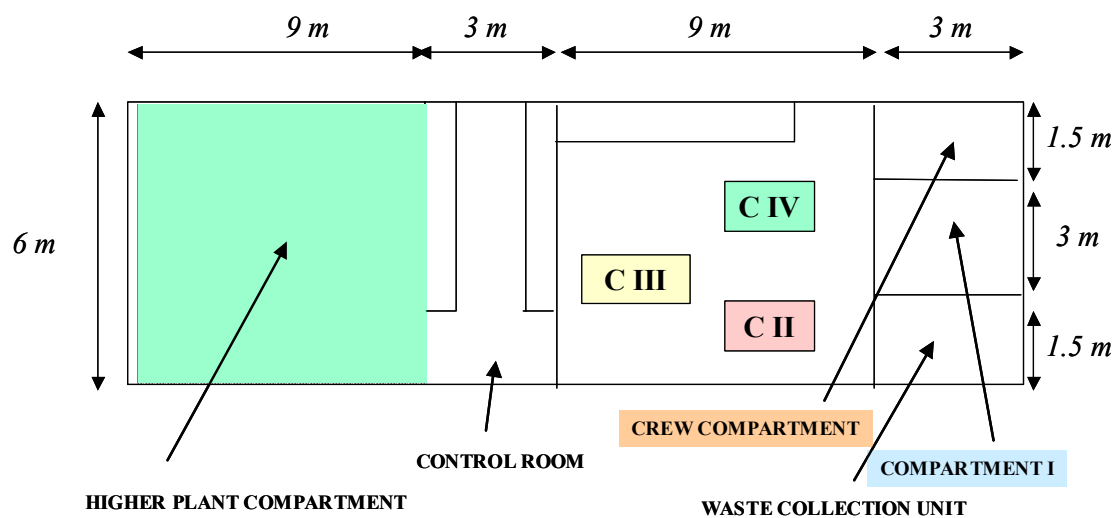 9 m
3 m
9 m
3 m
1.5 m
6 m
C IV
3 m
C III
C II
1.5 m
CREW COMPARTMENT
CONTROL ROOM
COMPARTMENT I
HIGHER PLANT COMPARTMENT
WASTE COLLECTION UNIT